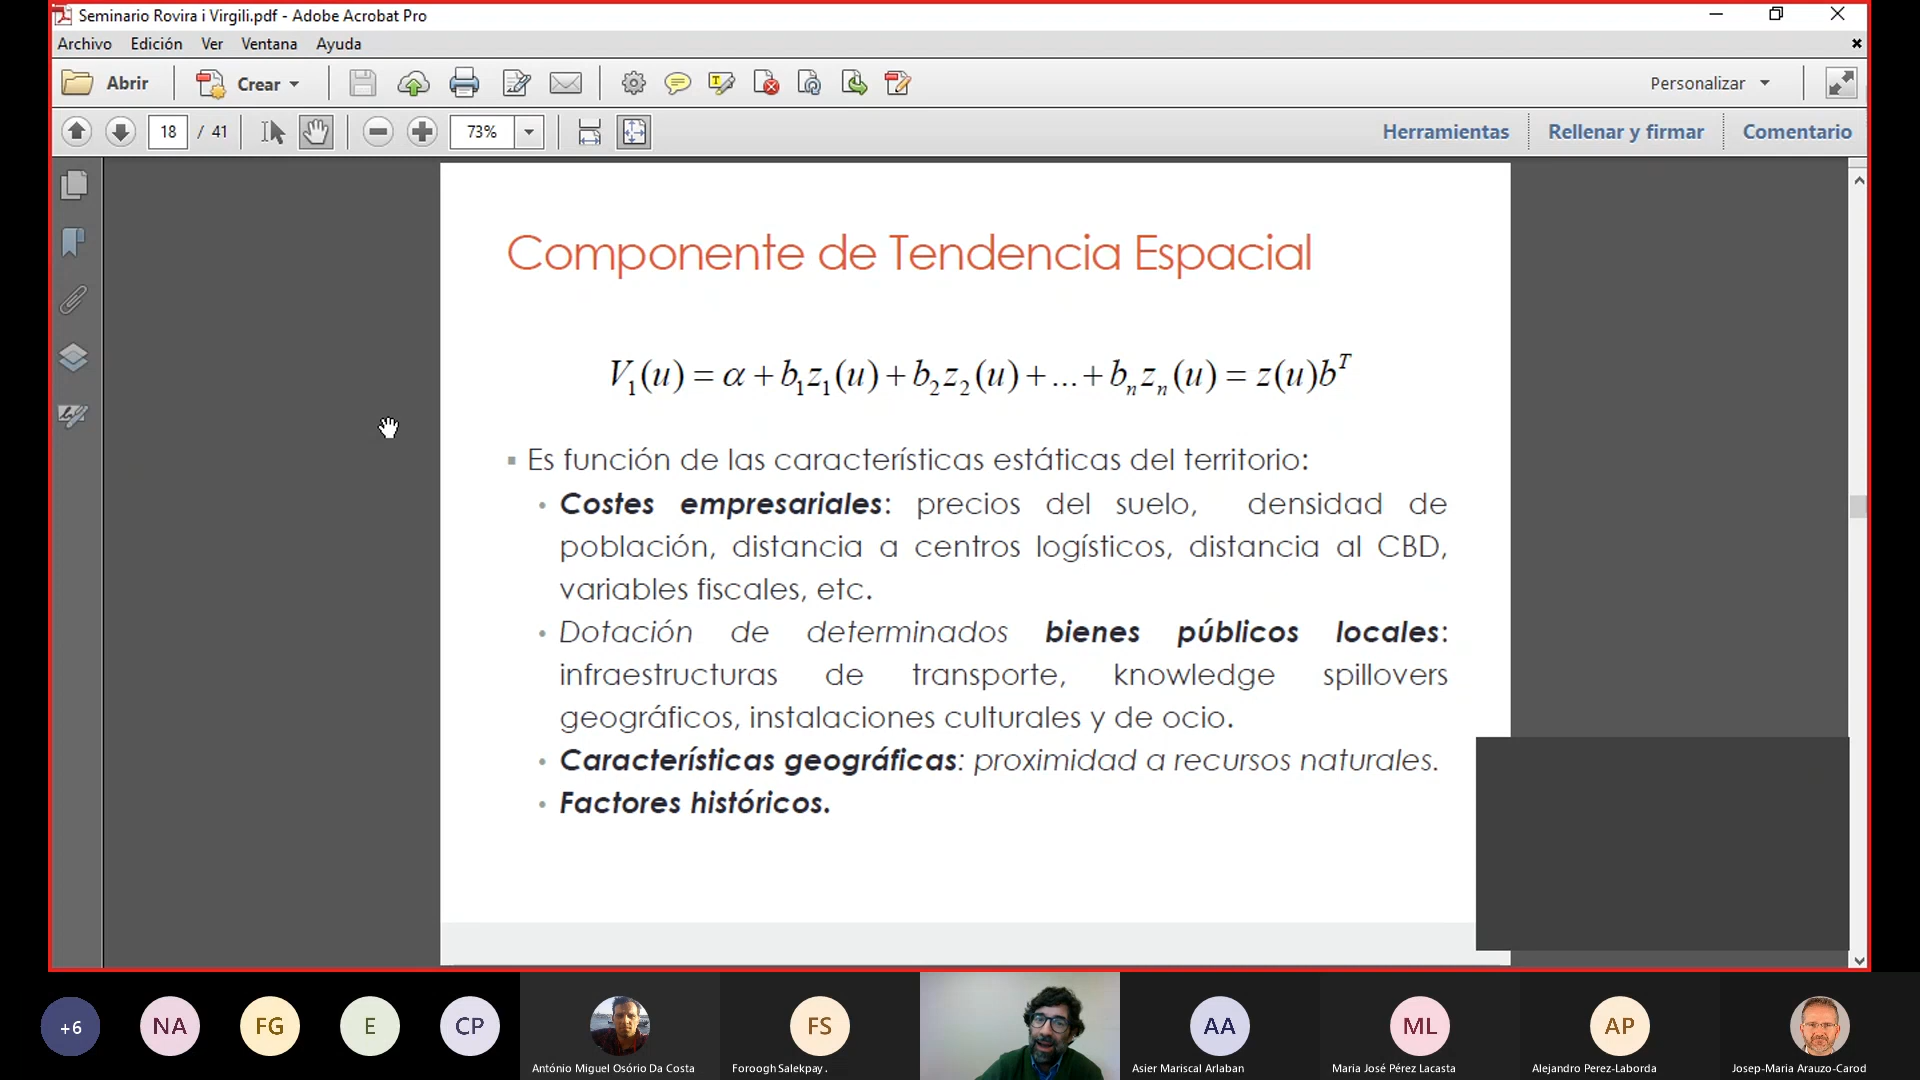 Seminario Rovira i Virgili.pdf - Adobe Acrobat Pro
Archivo Edición Ver Ventana Ayuda
Abrir Crear Personalizar
18 / 41 73% Herramientas Rellenar y firmar Comentario
Componente de Tendencia Espacial
V₁(u) = α + b₁z₁(u) + b₂z₂(u) + ... + bₙzₙ(u) = z(u)bᵀ
▪ Es función de las características estáticas del territorio:
• Costes empresariales: precios del suelo, densidad de
población, distancia a centros logísticos, distancia al CBD,
variables fiscales, etc.
• Dotación de determinados bienes públicos locales:
infraestructuras de transporte, knowledge spillovers
geográficos, instalaciones culturales y de ocio.
• Características geográficas: proximidad a recursos naturales.
• Factores históricos.
+6 NA FG E CP FS AA ML AP
António Miguel Osório Da Costa Foroogh Salekpay . Asier Mariscal Arlaban Maria José Pérez Lacasta Alejandro Perez-Laborda Josep-Maria Arauzo-Carod